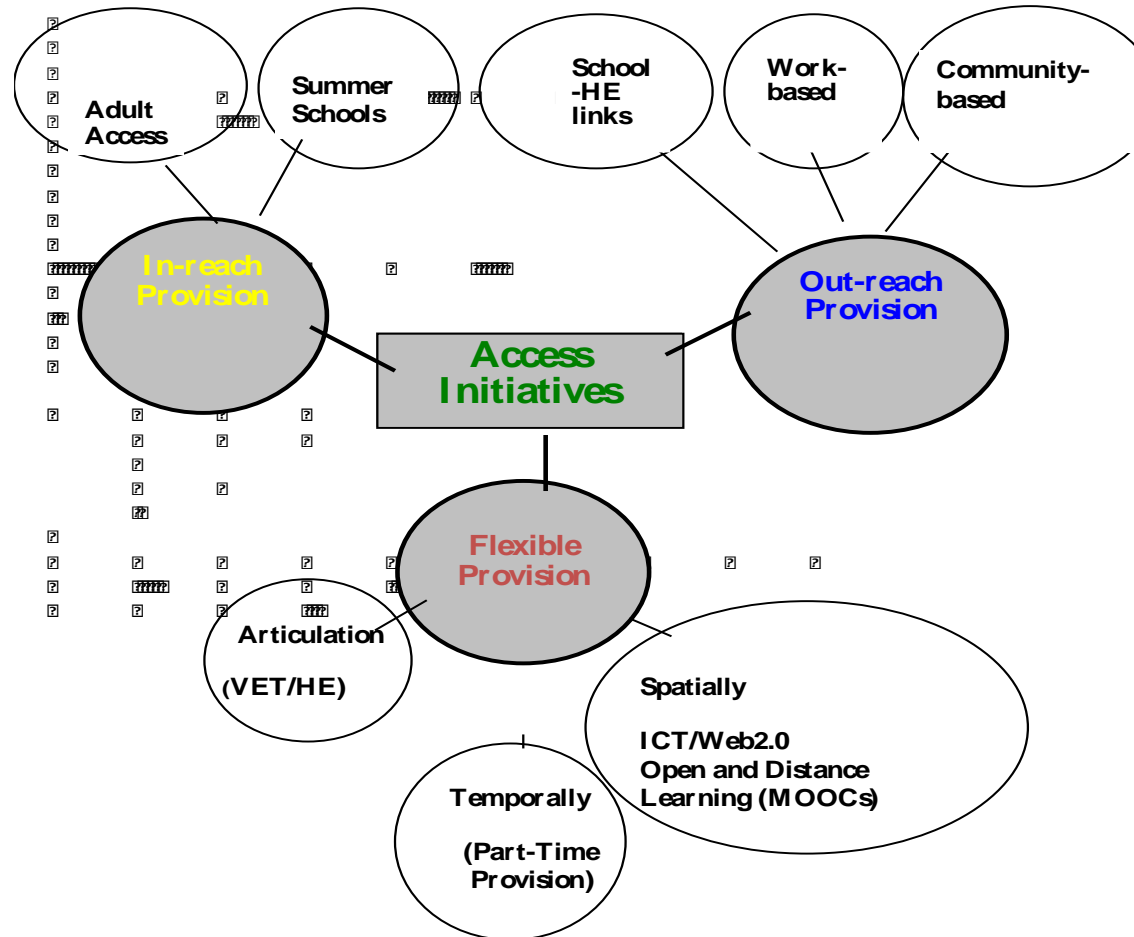 Adult
Access
Summer
Schools
School
-HE
links
Work-
based
Community-
based
In-reach
Provision
Out-reach
Provision
Access
Initiatives
Flexible
Provision
Articulation
(VET/HE)
Spatially
ICT/Web2.0
Open and Distance
Learning (MOOCs)
Temporally
(Part-Time
Provision)